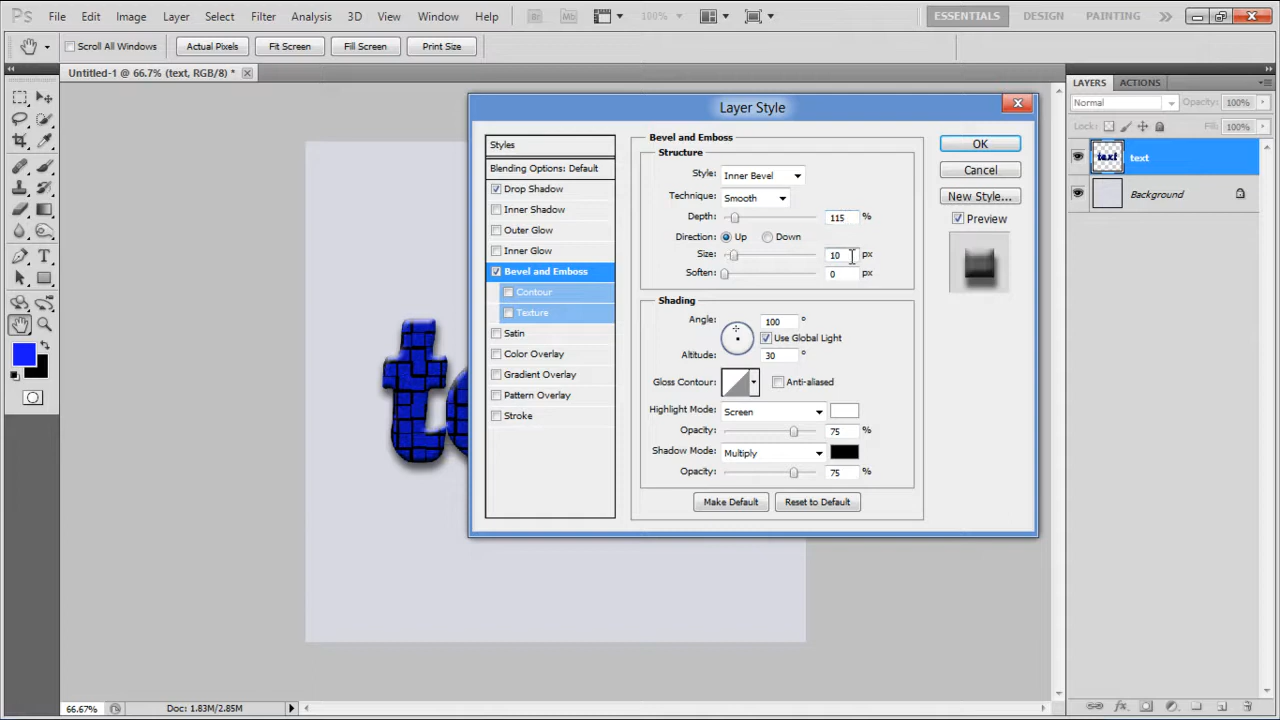 Ps File Edit Image Layer Select Filter Analysis 3D View Window Help Br Mb 100% ESSENTIALS DESIGN PAINTING
Scroll All Windows Actual Pixels Fit Screen Fill Screen Print Size
Untitled-1 @ 66.7% (text, RGB/8) *
LAYERS ACTIONS
Normal Opacity: 100%
Lock: Fill: 100%
text text
Background
Layer Style
Styles
Blending Options: Default
Drop Shadow
Inner Shadow
Outer Glow
Inner Glow
Bevel and Emboss
Contour
Texture
Satin
Color Overlay
Gradient Overlay
Pattern Overlay
Stroke
Bevel and Emboss
Structure
Style: Inner Bevel
Technique: Smooth
Depth: 115 %
Direction: Up Down
Size: 10 px
Soften: 0 px
Shading
Angle: 100 °
Use Global Light
Altitude: 30 °
Gloss Contour: Anti-aliased
Highlight Mode: Screen
Opacity: 75 %
Shadow Mode: Multiply
Opacity: 75 %
Make Default Reset to Default
OK
Cancel
New Style...
Preview
T
te
66.67% Doc: 1.83M/2.85M
fx